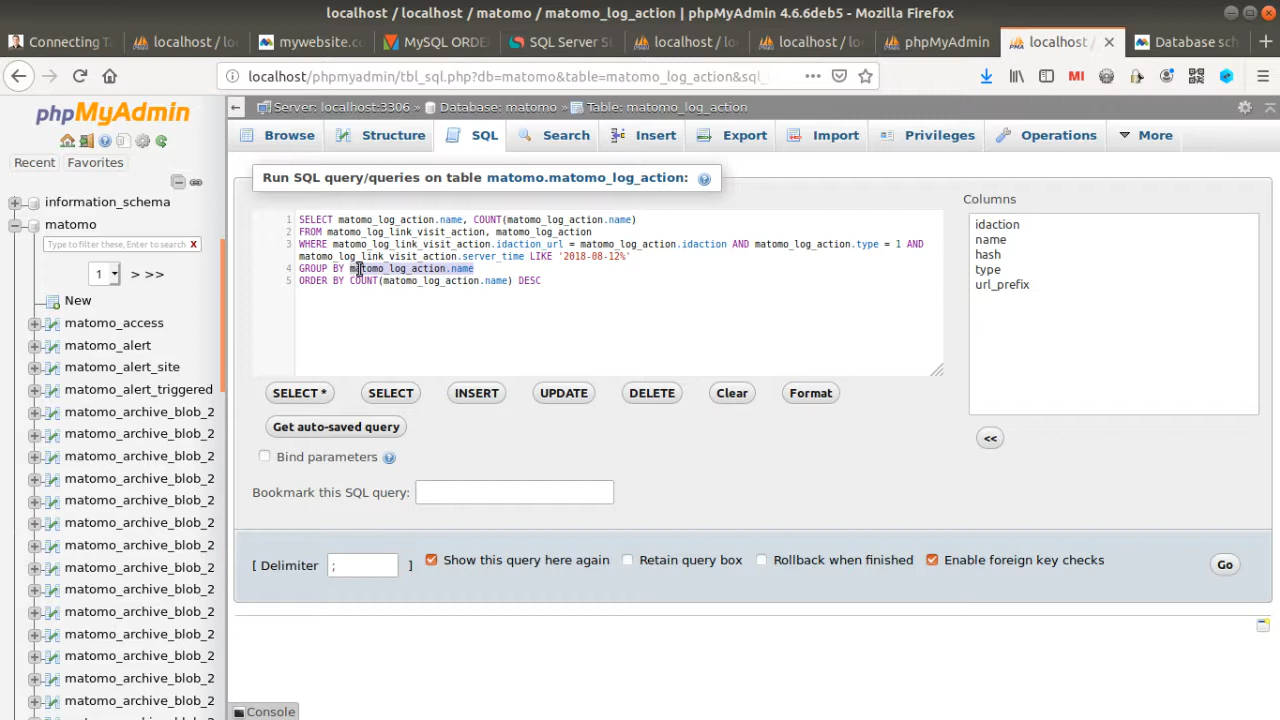 localhost / localhost / matomo / matomo_log_action | phpMyAdmin 4.6.6deb5 - Mozilla Firefox
Connecting T
localhost / lo
mywebsite.c
MySQL ORDE
SQL Server S
localhost / lo
localhost / lo
phpMyAdmin
localhost /
Database sch
localhost/phpmyadmin/tbl_sql.php?db=matomo&table=matomo_log_action&sql_
phpMyAdmin
Server: localhost:3306 » Database: matomo » Table: matomo_log_action
Browse Structure SQL Search Insert Export Import Privileges Operations More
Recent Favorites
information_schema
matomo
Type to filter these, Enter to search X
1 > >>
New
matomo_access
matomo_alert
matomo_alert_site
matomo_alert_triggered
matomo_archive_blob_2
matomo_archive_blob_2
matomo_archive_blob_2
matomo_archive_blob_2
matomo_archive_blob_2
matomo_archive_blob_2
matomo_archive_blob_2
matomo_archive_blob_2
matomo_archive_blob_2
matomo_archive_blob_2
matomo_archive_blob_2
matomo_archive_blob_2
matomo_archive_blob_2
matomo_archive_blob_2
Run SQL query/queries on table matomo.matomo_log_action:
1 SELECT matomo_log_action.name, COUNT(matomo_log_action.name)
2 FROM matomo_log_link_visit_action, matomo_log_action
3 WHERE matomo_log_link_visit_action.idaction_url = matomo_log_action.idaction AND matomo_log_action.type = 1 AND
matomo_log_link_visit_action.server_time LIKE '2018-08-12%'
4 GROUP BY matomo_log_action.name
5 ORDER BY COUNT(matomo_log_action.name) DESC
Columns
idaction
name
hash
type
url_prefix
<<
SELECT * SELECT INSERT UPDATE DELETE Clear Format
Get auto-saved query
Bind parameters
Bookmark this SQL query:
[ Delimiter ; ] Show this query here again Retain query box Rollback when finished Enable foreign key checks Go
Console